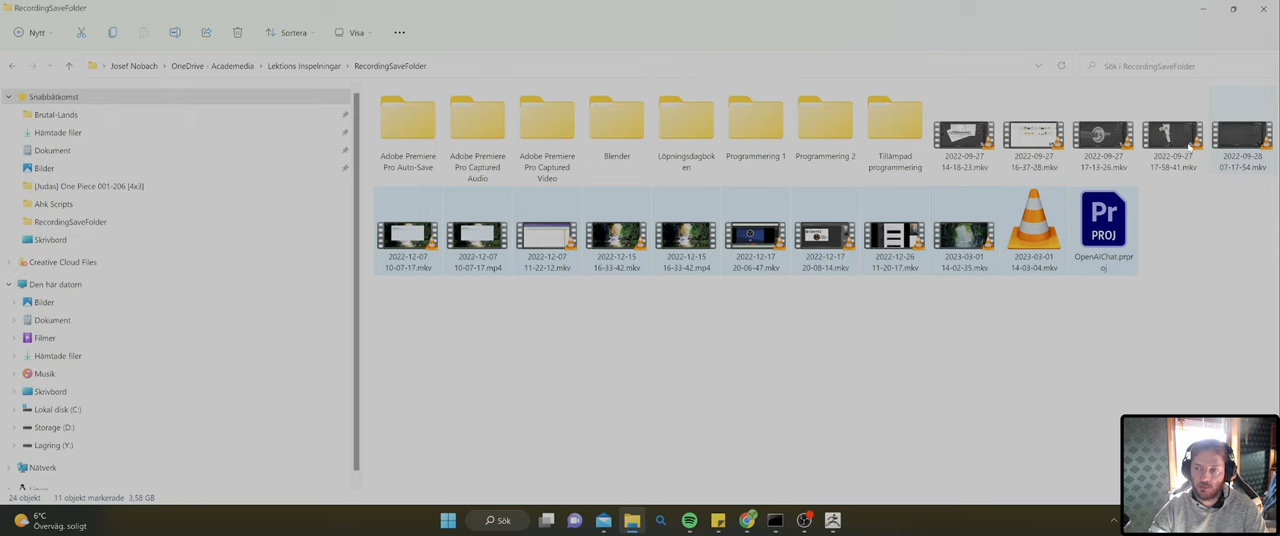 RecordingSaveFolder
Nytt
Sortera
Visa
Josef Nobach > OneDrive - Academedia > Lektions Inspelningar > RecordingSaveFolder
Sök i RecordingSaveFolder
Snabbåtkomst
Brutal-Lands
Hämtade filer
Dokument
Bilder
[Judas] One Piece 001-206 [4x3]
Ahk Scripts
RecordingSaveFolder
Skrivbord
Creative Cloud Files
Den här datorn
Bilder
Dokument
Filmer
Hämtade filer
Musik
Skrivbord
Lokal disk (C:)
Storage (D:)
Lagring (Y:)
Nätverk
Adobe Premiere
Pro Auto-Save
Adobe Premiere
Pro Captured
Audio
Adobe Premiere
Pro Captured
Video
Blender
Löpningsdagbok
en
Programmering 1
Programmering 2
Tillämpad
programmering
2022-09-27
14-18-23.mkv
2022-09-27
16-37-28.mkv
2022-09-27
17-13-26.mkv
2022-09-27
17-58-41.mkv
2022-09-28
07-17-54.mkv
2022-12-07
10-07-17.mkv
2022-12-07
10-07-17.mp4
2022-12-07
11-22-12.mkv
2022-12-15
16-33-42.mkv
2022-12-15
16-33-42.mp4
2022-12-17
20-06-47.mkv
2022-12-17
20-08-14.mkv
2022-12-26
11-20-17.mkv
2023-03-01
14-02-35.mkv
2023-03-01
14-03-04.mkv
Pr
PROJ
OpenAIChat.prpr
oj
24 objekt
11 objekt markerade 3,58 GB
6°C
Överväg. soligt
Sök